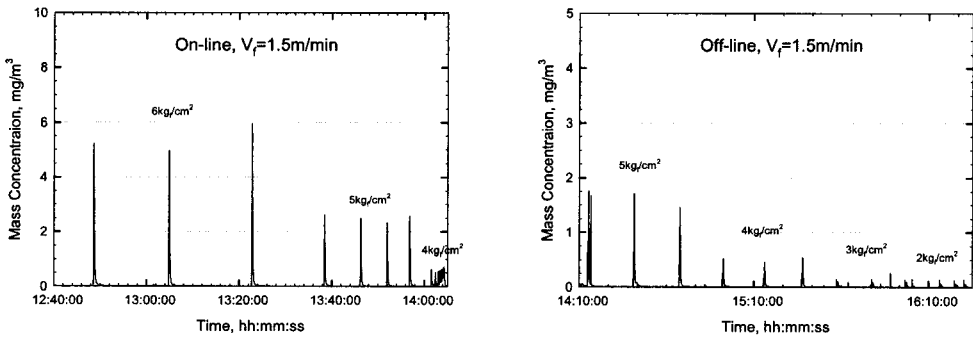 On-line, Vf=1.5m/min
Mass Concentraion, mg/m3
10
8
6
4
2
0
6kgf/cm2
5kgf/cm2
4kgf/cm2
12:40:00 13:00:00 13:20:00 13:40:00 14:00:00
Time, hh:mm:ss
Off-line, Vf=1.5m/min
Mass Concentraion, mg/m3
5
4
3
2
1
0
5kgf/cm2
4kgf/cm2
3kgf/cm2
2kgf/cm2
14:10:00 15:10:00 16:10:00
Time, hh:mm:ss